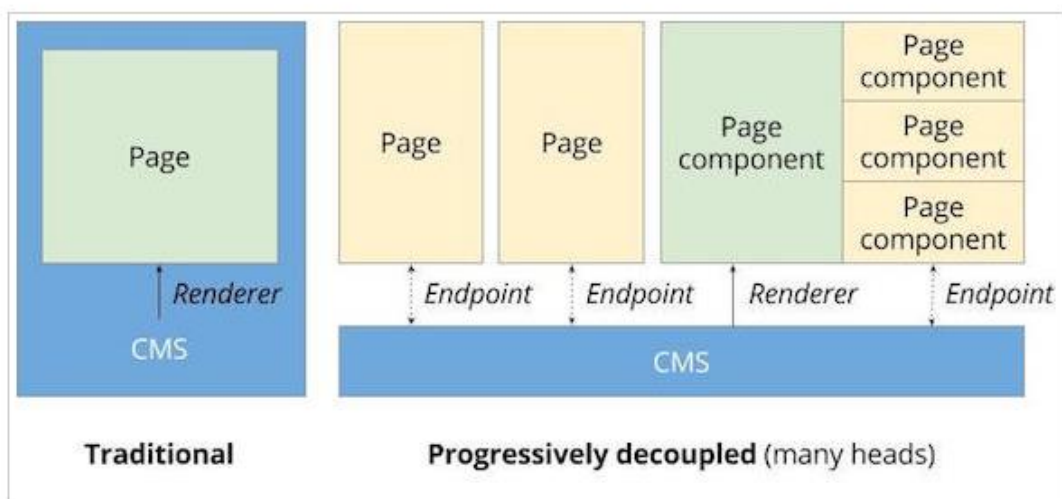 Page
Renderer
CMS
Traditional
Page
Page
Page
component
Page
component
Page
component
Page
component
Endpoint
Endpoint
Renderer
Endpoint
CMS
Progressively decoupled (many heads)